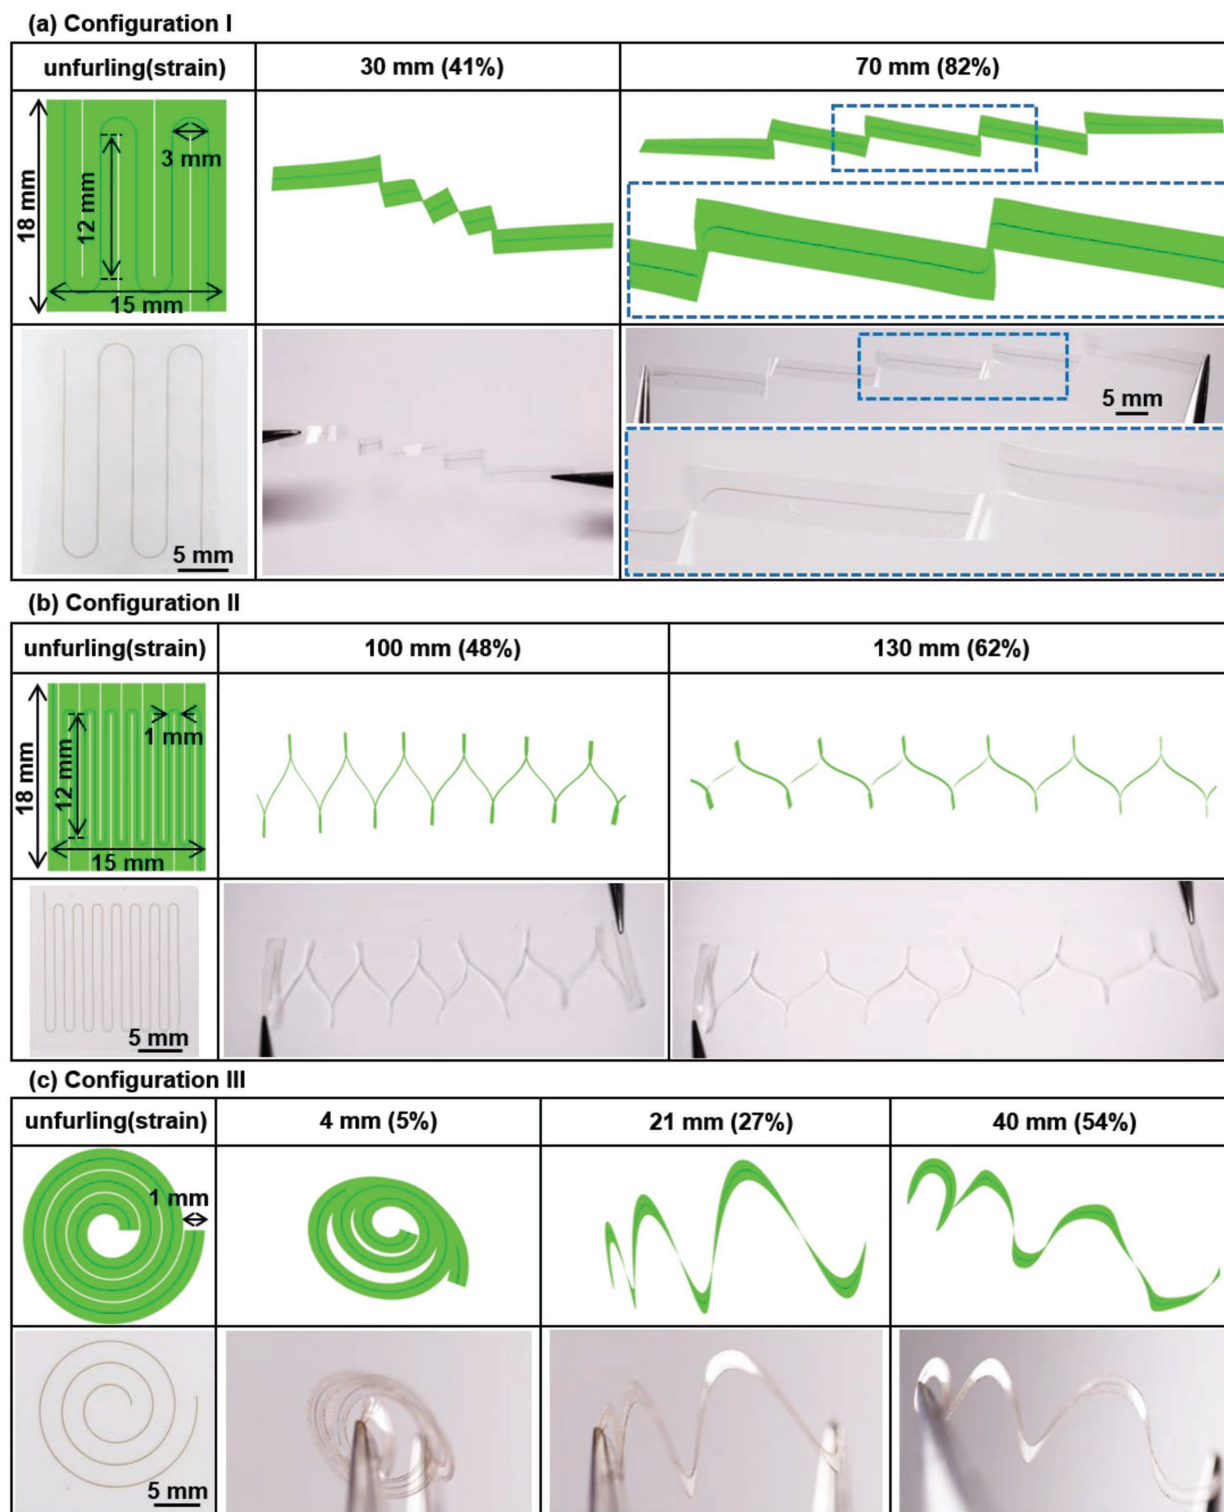 (a) Configuration I
unfurling(strain) 30 mm (41%) 70 mm (82%)
18 mm
12 mm
3 mm
15 mm
5 mm
5 mm
(b) Configuration II
unfurling(strain) 100 mm (48%) 130 mm (62%)
18 mm
12 mm
1 mm
15 mm
5 mm
(c) Configuration III
unfurling(strain) 4 mm (5%) 21 mm (27%) 40 mm (54%)
1 mm
5 mm